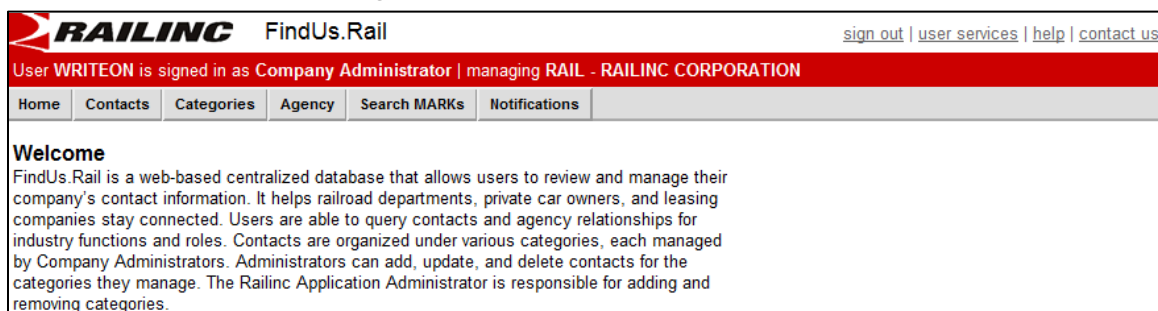 RAILINC FindUs.Rail sign out | user services | help | contact us
User WRITEON is signed in as Company Administrator | managing RAIL - RAILINC CORPORATION
Home Contacts Categories Agency Search MARKs Notifications
Welcome
FindUs.Rail is a web-based centralized database that allows users to review and manage their
company's contact information. It helps railroad departments, private car owners, and leasing
companies stay connected. Users are able to query contacts and agency relationships for
industry functions and roles. Contacts are organized under various categories, each managed
by Company Administrators. Administrators can add, update, and delete contacts for the
categories they manage. The Railinc Application Administrator is responsible for adding and
removing categories.